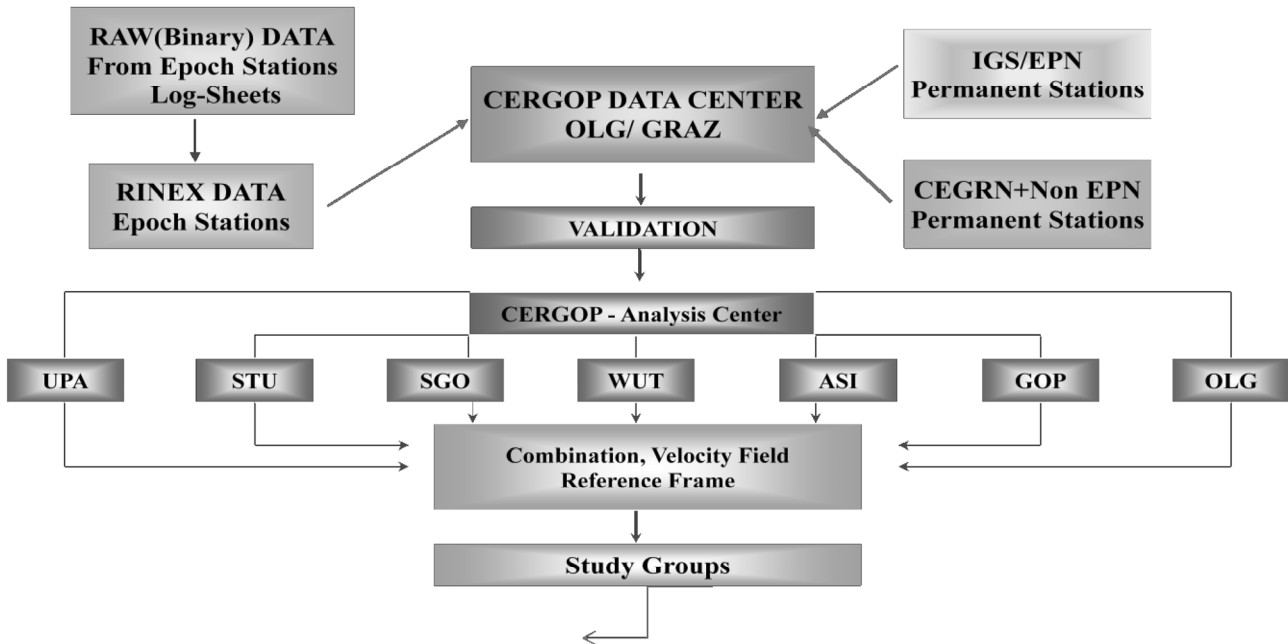 RAW(Binary) DATA
From Epoch Stations
Log-Sheets
CERGOP DATA CENTER
OLG/ GRAZ
IGS/EPN
Permanent Stations
RINEX DATA
Epoch Stations
CEGRN+Non EPN
Permanent Stations
VALIDATION
CERGOP - Analysis Center
UPA
STU
SGO
WUT
ASI
GOP
OLG
Combination, Velocity Field
Reference Frame
Study Groups